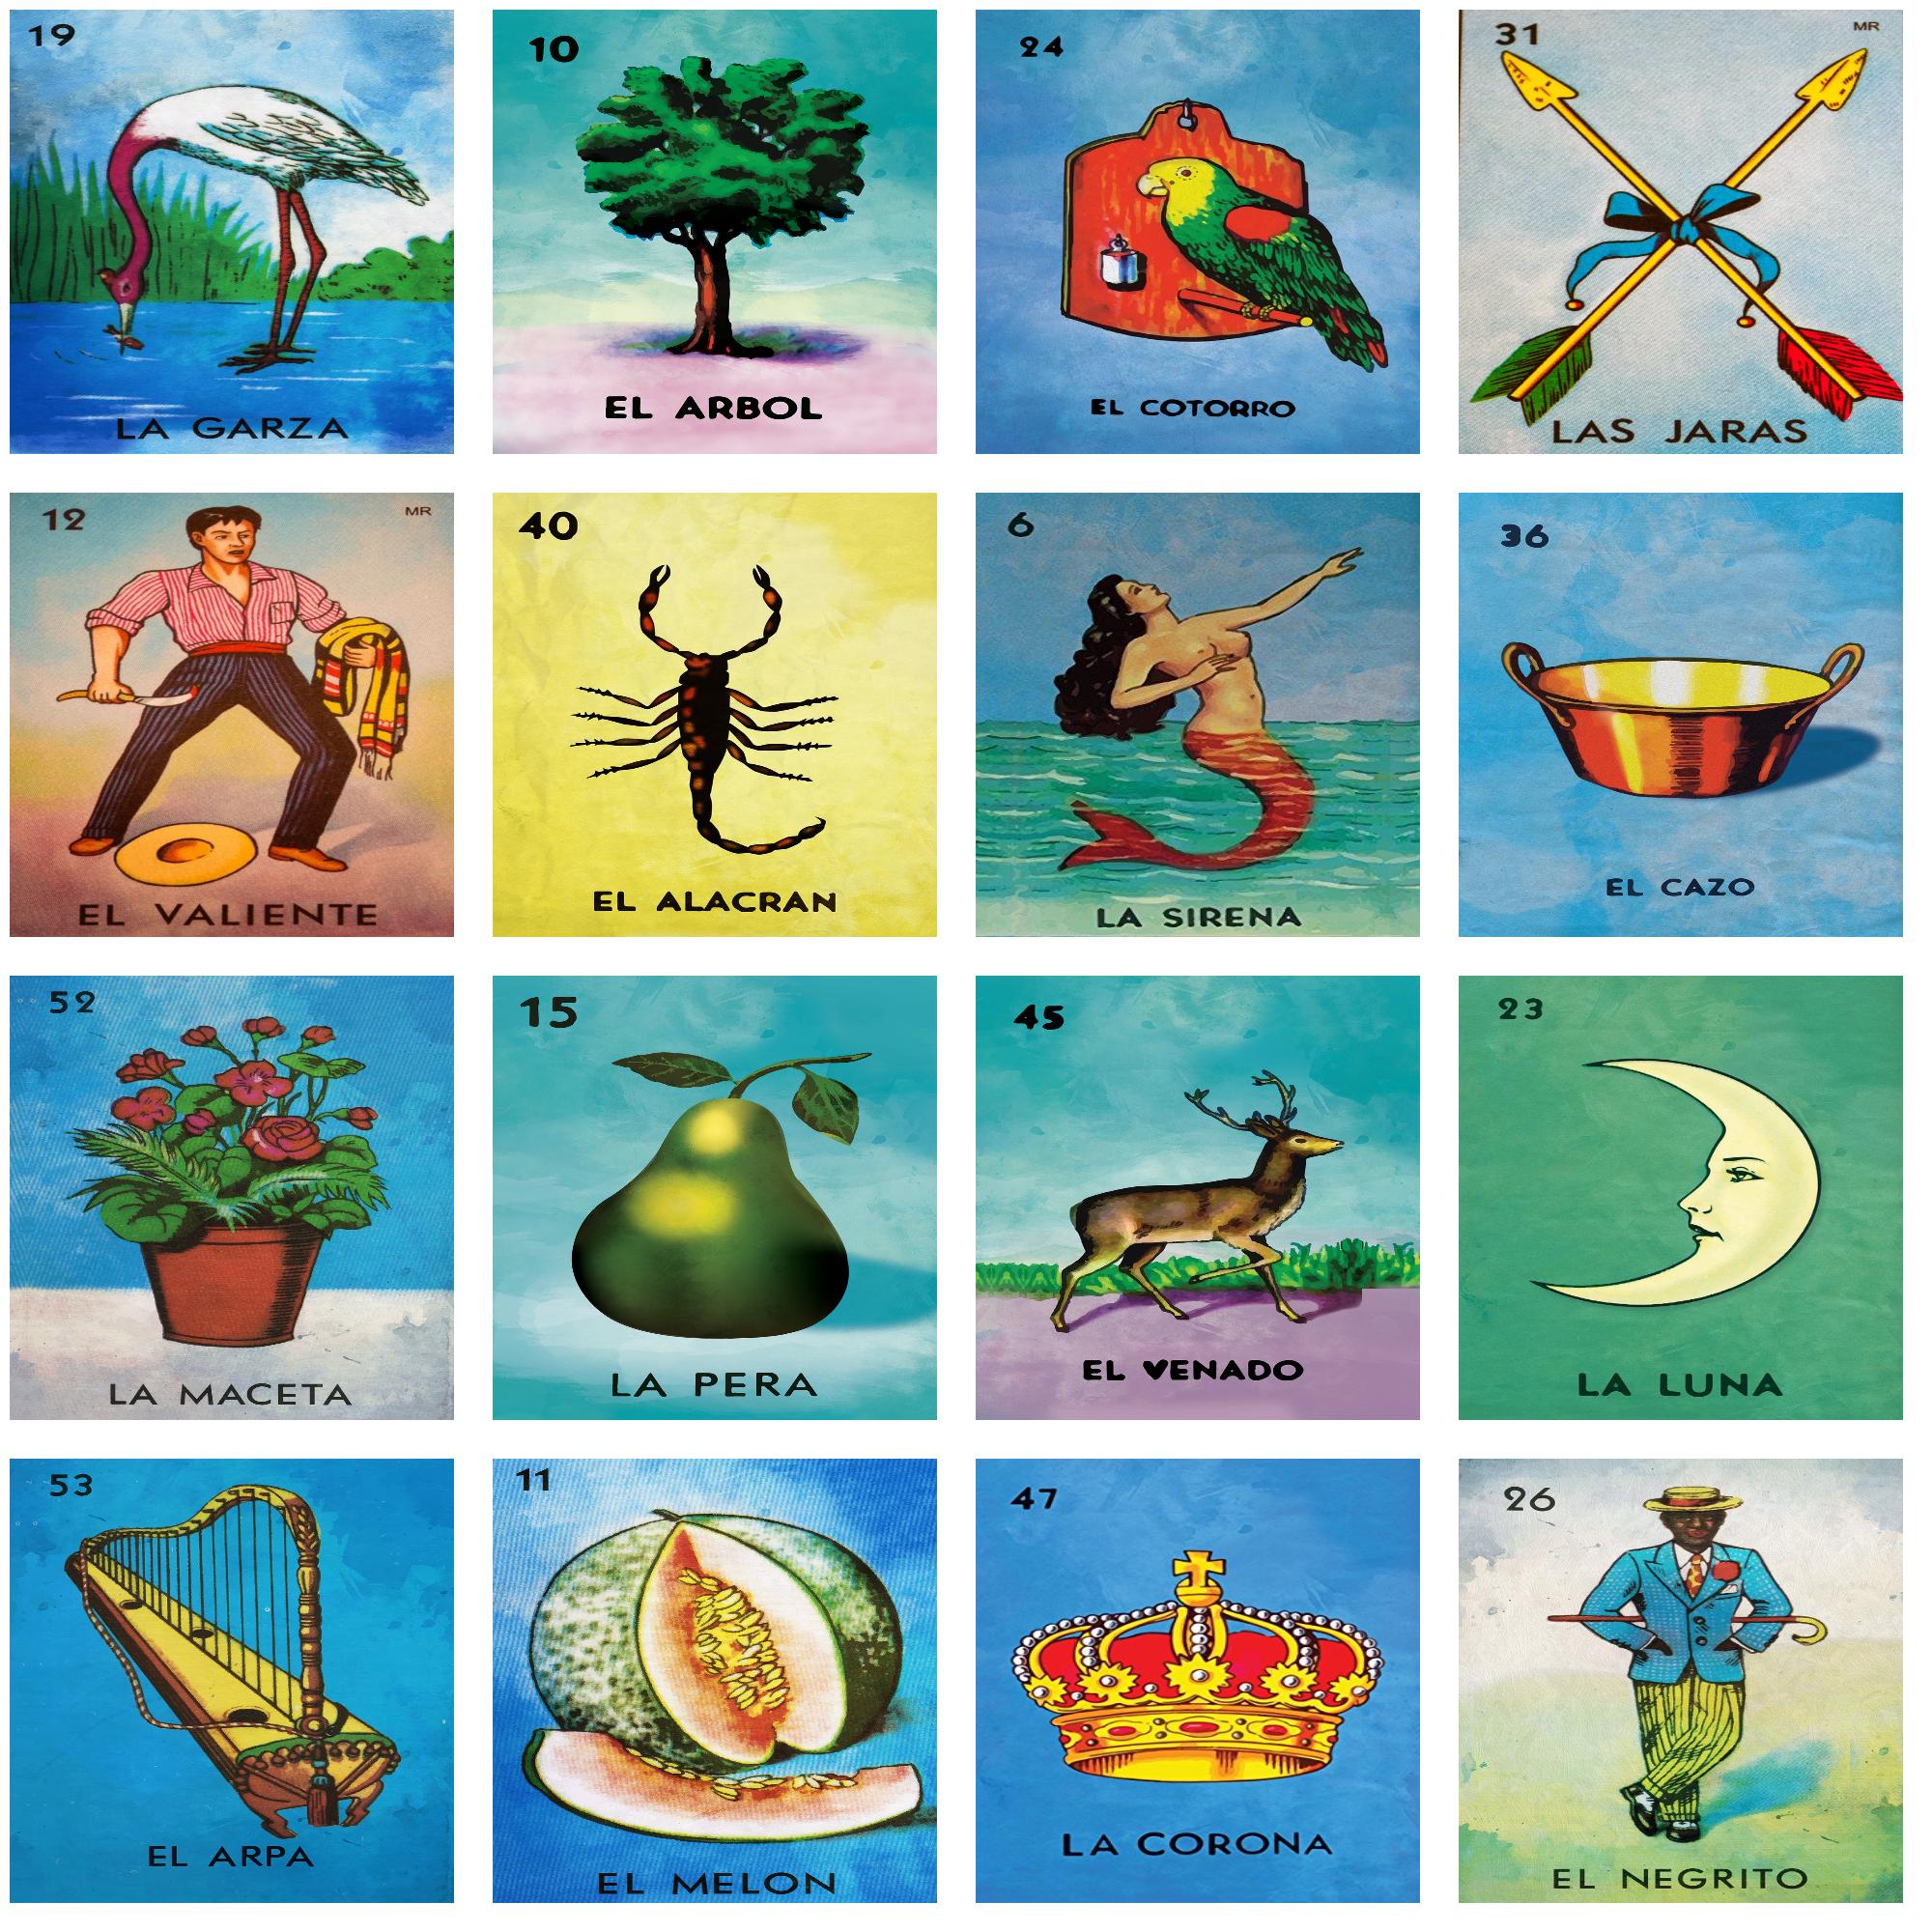 19
LA GARZA
10
EL ARBOL
24
EL COTORRO
31
MR
LAS JARAS
12
MR
EL VALIENTE
40
EL ALACRAN
6
LA SIRENA
36
EL CAZO
52
LA MACETA
15
LA PERA
45
EL VENADO
23
LA LUNA
53
EL ARPA
11
EL MELON
47
LA CORONA
26
EL NEGRITO